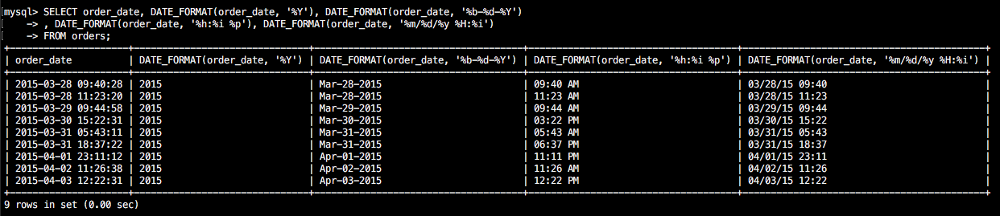 mysql> SELECT order_date, DATE_FORMAT(order_date, '%Y'), DATE_FORMAT(order_date, '%b-%d-%Y')
    -> , DATE_FORMAT(order_date, '%h:%i %p'), DATE_FORMAT(order_date, '%m/%d/%y %H:%i')
    -> FROM orders;
+---------------------+-------------------------------+-------------------------------------+-------------------------------------+-------------------------------------------+
| order_date          | DATE_FORMAT(order_date, '%Y') | DATE_FORMAT(order_date, '%b-%d-%Y') | DATE_FORMAT(order_date, '%h:%i %p') | DATE_FORMAT(order_date, '%m/%d/%y %H:%i') |
+---------------------+-------------------------------+-------------------------------------+-------------------------------------+-------------------------------------------+
| 2015-03-28 09:40:28 | 2015                          | Mar-28-2015                         | 09:40 AM                            | 03/28/15 09:40                            |
| 2015-03-28 11:23:20 | 2015                          | Mar-28-2015                         | 11:23 AM                            | 03/28/15 11:23                            |
| 2015-03-29 09:44:58 | 2015                          | Mar-29-2015                         | 09:44 AM                            | 03/29/15 09:44                            |
| 2015-03-30 15:22:31 | 2015                          | Mar-30-2015                         | 03:22 PM                            | 03/30/15 15:22                            |
| 2015-03-31 05:43:11 | 2015                          | Mar-31-2015                         | 05:43 AM                            | 03/31/15 05:43                            |
| 2015-03-31 18:37:22 | 2015                          | Mar-31-2015                         | 06:37 PM                            | 03/31/15 18:37                            |
| 2015-04-01 23:11:12 | 2015                          | Apr-01-2015                         | 11:11 PM                            | 04/01/15 23:11                            |
| 2015-04-02 11:26:38 | 2015                          | Apr-02-2015                         | 11:26 AM                            | 04/02/15 11:26                            |
| 2015-04-03 12:22:31 | 2015                          | Apr-03-2015                         | 12:22 PM                            | 04/03/15 12:22                            |
+---------------------+-------------------------------+-------------------------------------+-------------------------------------+-------------------------------------------+
9 rows in set (0.00 sec)